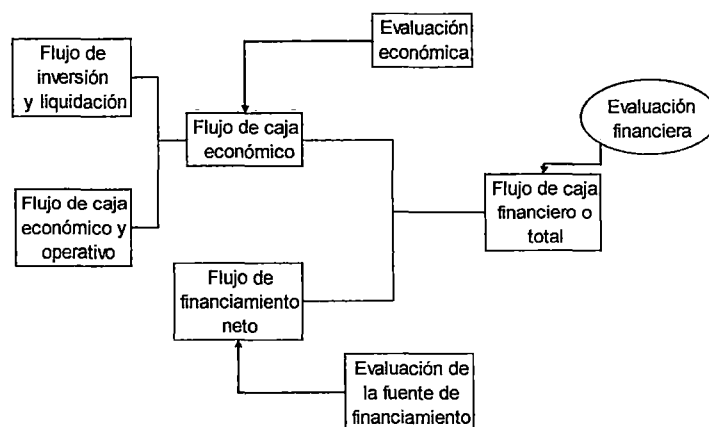 Evaluación
económica
Flujo de
inversión
y liquidación
Flujo de caja
económico
Evaluación
financiera
Flujo de caja
económico y
operativo
Flujo de caja
financiero o
total
Flujo de
financiamiento
neto
Evaluación de
la fuente de
financiamiento